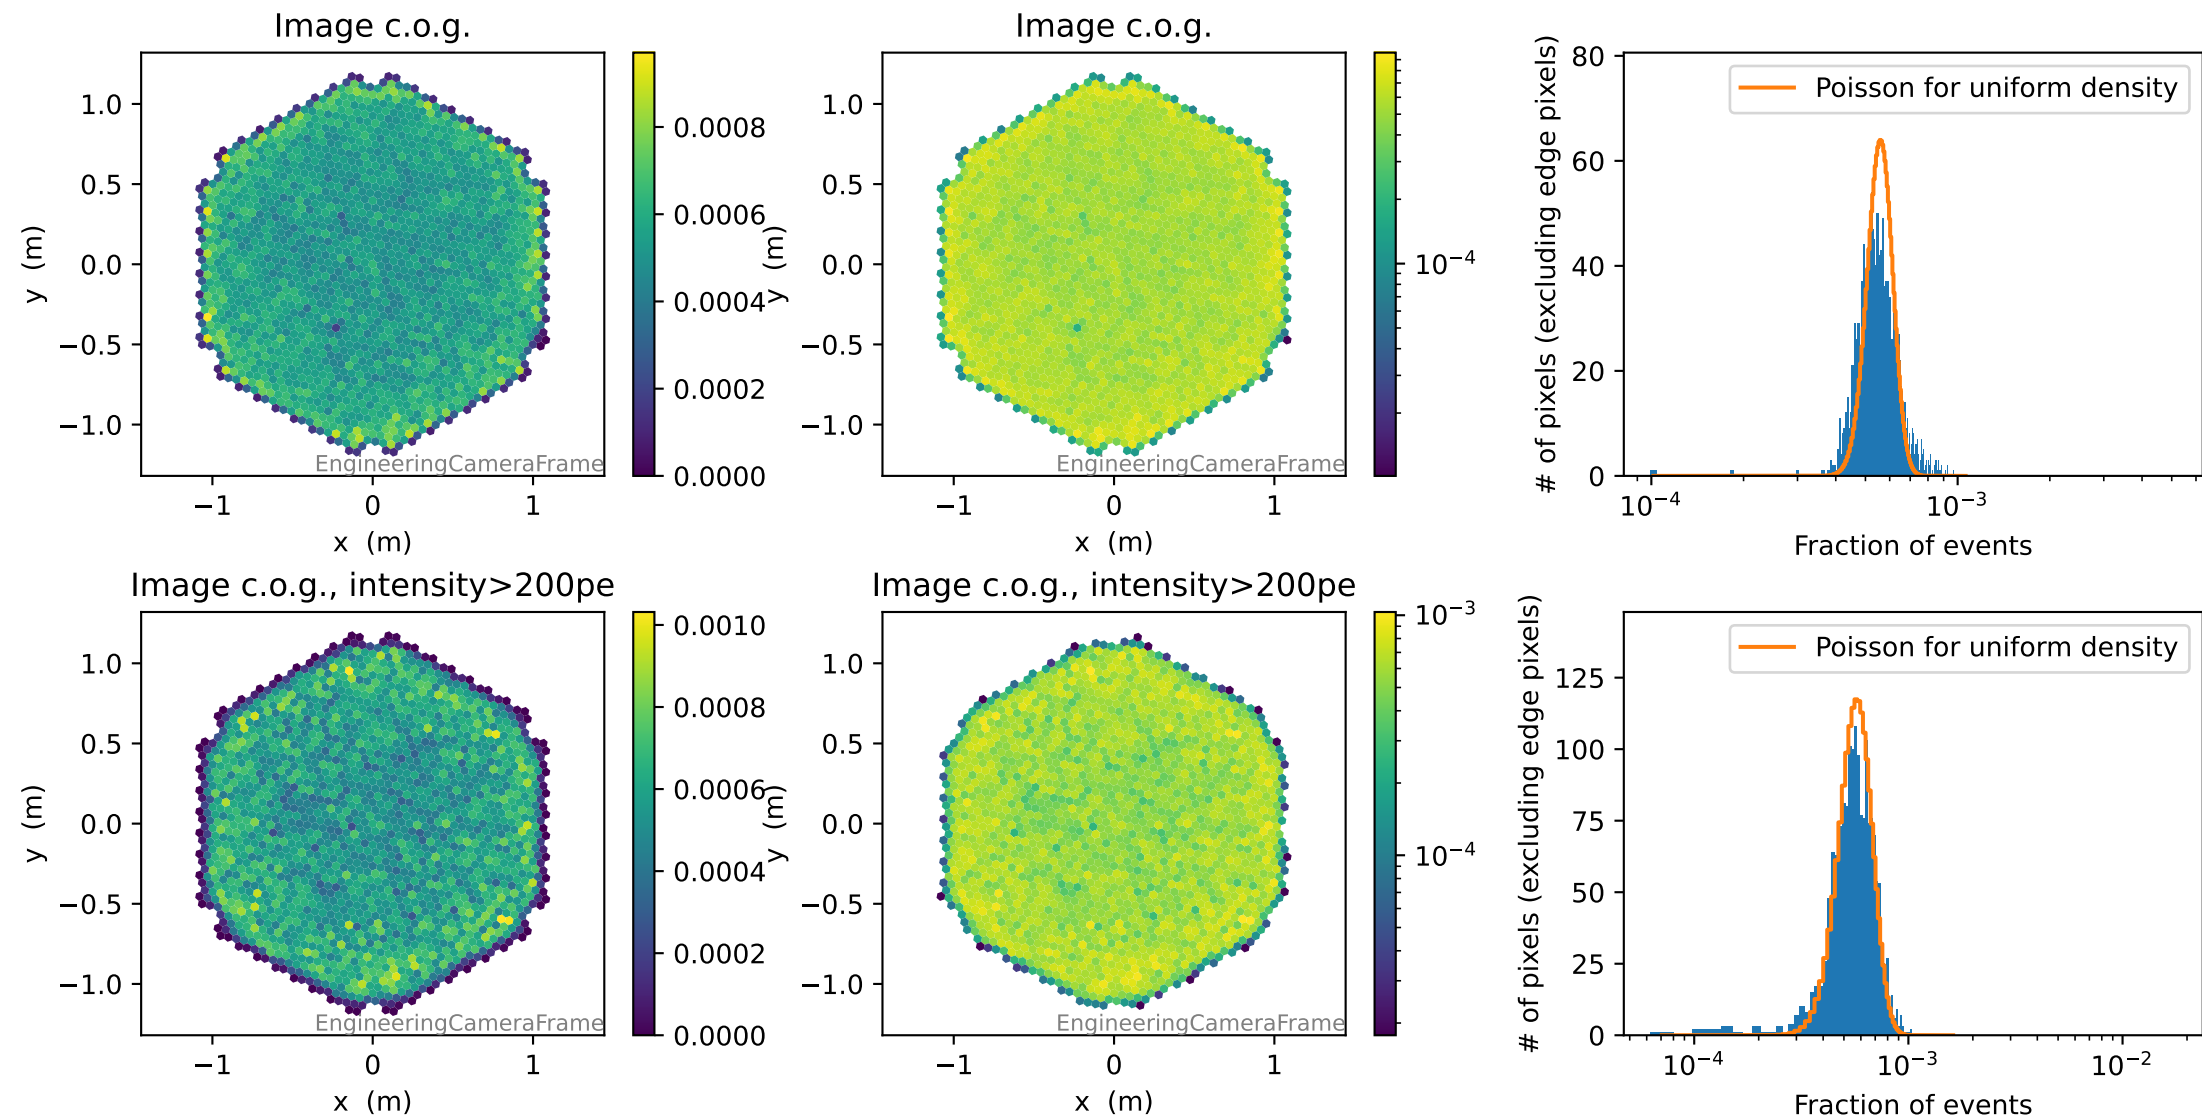 Image c.o.g.
y (m)
1.0
0.5
0.0
−0.5
−1.0
−1
0
1
x (m)
EngineeringCameraFrame
0.0008
0.0006
0.0004
0.0002
0.0000
Image c.o.g.
y (m)
1.0
0.5
0.0
−0.5
−1.0
−1
0
1
x (m)
EngineeringCameraFrame
10⁻⁴
# of pixels (excluding edge pixels)
80
60
40
20
0
Poisson for uniform density
10⁻⁴
10⁻³
Fraction of events
Image c.o.g., intensity>200pe
y (m)
1.0
0.5
0.0
−0.5
−1.0
−1
0
1
x (m)
EngineeringCameraFrame
0.0010
0.0008
0.0006
0.0004
0.0002
0.0000
Image c.o.g., intensity>200pe
y (m)
1.0
0.5
0.0
−0.5
−1.0
−1
0
1
x (m)
EngineeringCameraFrame
10⁻³
10⁻⁴
# of pixels (excluding edge pixels)
125
100
75
50
25
0
Poisson for uniform density
10⁻⁴
10⁻³
10⁻²
Fraction of events